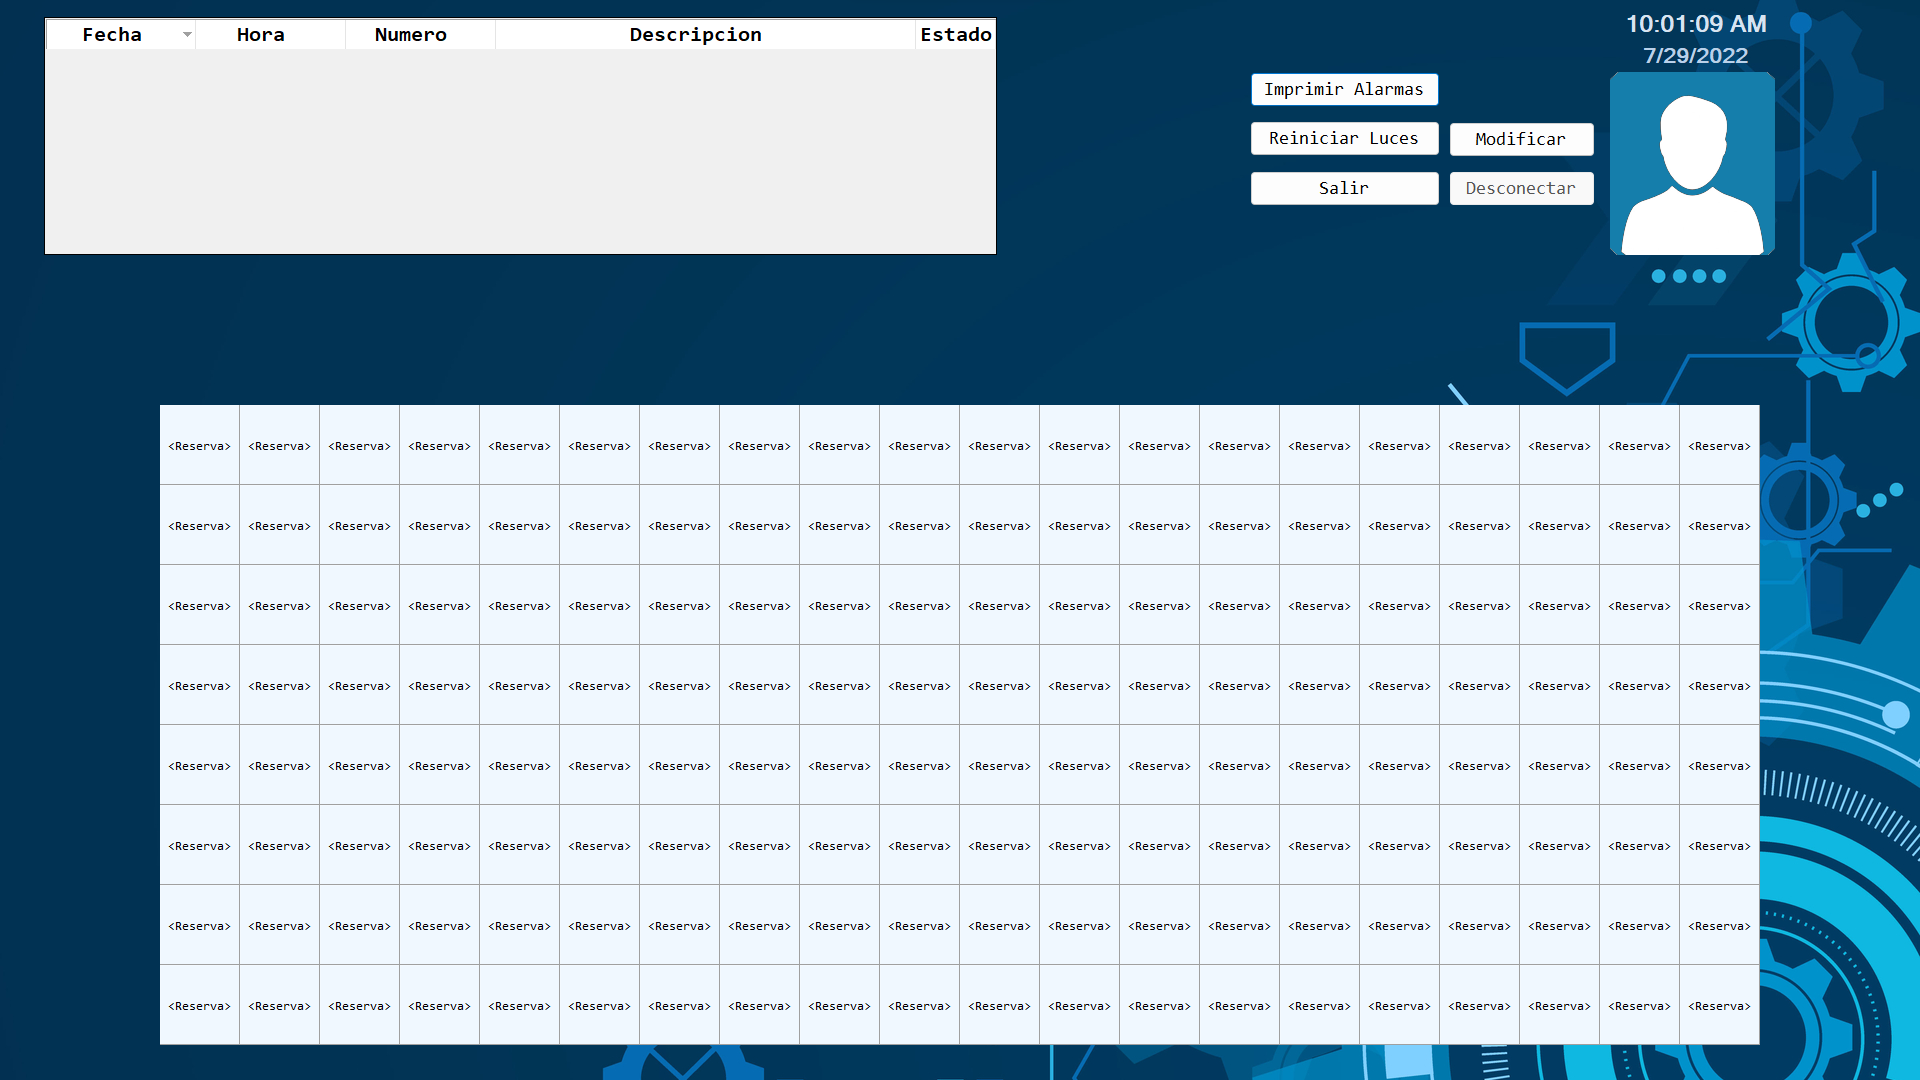 Fecha Hora Numero Descripcion Estado
10:01:09 AM
7/29/2022
Imprimir Alarmas
Reiniciar Luces Modificar
Salir Desconectar
<Reserva> <Reserva> <Reserva> <Reserva> <Reserva> <Reserva> <Reserva> <Reserva> <Reserva> <Reserva> <Reserva> <Reserva> <Reserva> <Reserva> <Reserva> <Reserva> <Reserva> <Reserva> <Reserva> <Reserva>
<Reserva> <Reserva> <Reserva> <Reserva> <Reserva> <Reserva> <Reserva> <Reserva> <Reserva> <Reserva> <Reserva> <Reserva> <Reserva> <Reserva> <Reserva> <Reserva> <Reserva> <Reserva> <Reserva> <Reserva>
<Reserva> <Reserva> <Reserva> <Reserva> <Reserva> <Reserva> <Reserva> <Reserva> <Reserva> <Reserva> <Reserva> <Reserva> <Reserva> <Reserva> <Reserva> <Reserva> <Reserva> <Reserva> <Reserva> <Reserva>
<Reserva> <Reserva> <Reserva> <Reserva> <Reserva> <Reserva> <Reserva> <Reserva> <Reserva> <Reserva> <Reserva> <Reserva> <Reserva> <Reserva> <Reserva> <Reserva> <Reserva> <Reserva> <Reserva> <Reserva>
<Reserva> <Reserva> <Reserva> <Reserva> <Reserva> <Reserva> <Reserva> <Reserva> <Reserva> <Reserva> <Reserva> <Reserva> <Reserva> <Reserva> <Reserva> <Reserva> <Reserva> <Reserva> <Reserva> <Reserva>
<Reserva> <Reserva> <Reserva> <Reserva> <Reserva> <Reserva> <Reserva> <Reserva> <Reserva> <Reserva> <Reserva> <Reserva> <Reserva> <Reserva> <Reserva> <Reserva> <Reserva> <Reserva> <Reserva> <Reserva>
<Reserva> <Reserva> <Reserva> <Reserva> <Reserva> <Reserva> <Reserva> <Reserva> <Reserva> <Reserva> <Reserva> <Reserva> <Reserva> <Reserva> <Reserva> <Reserva> <Reserva> <Reserva> <Reserva> <Reserva>
<Reserva> <Reserva> <Reserva> <Reserva> <Reserva> <Reserva> <Reserva> <Reserva> <Reserva> <Reserva> <Reserva> <Reserva> <Reserva> <Reserva> <Reserva> <Reserva> <Reserva> <Reserva> <Reserva> <Reserva>